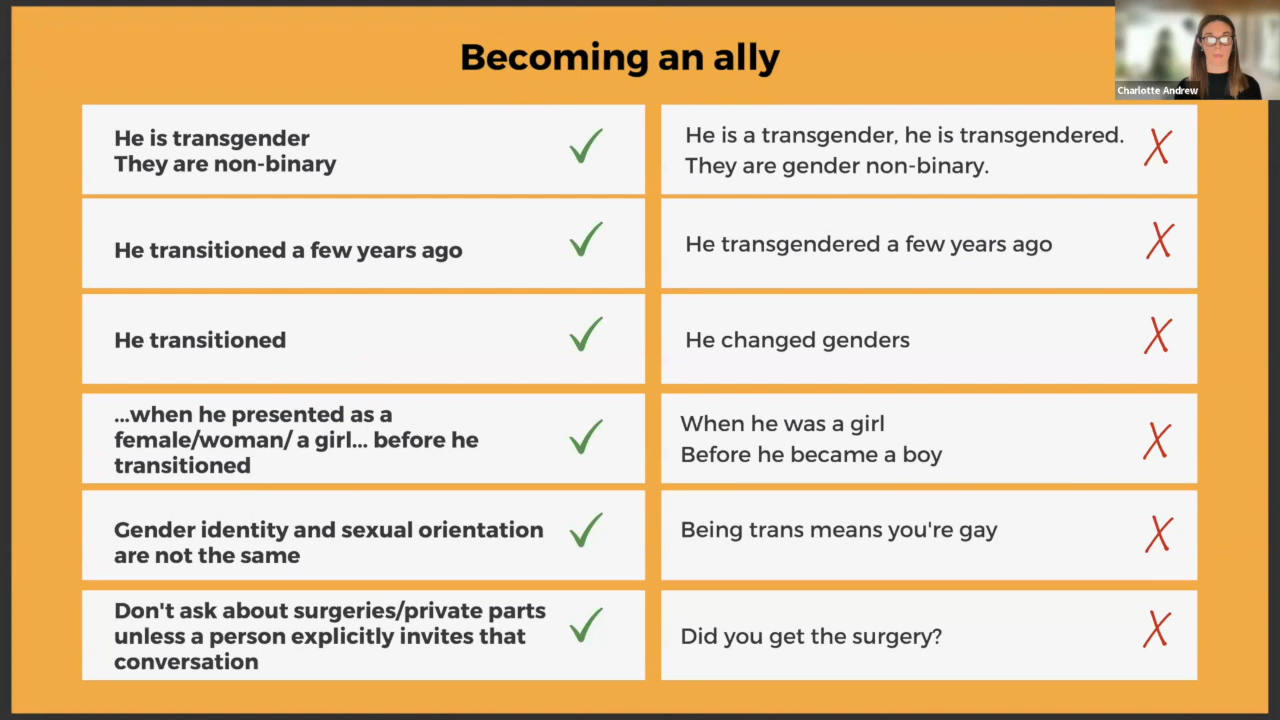 Becoming an ally
Charlotte Andrew
He is transgender
They are non-binary
He is a transgender, he is transgendered.
They are gender non-binary.
He transitioned a few years ago
He transgendered a few years ago
He transitioned
He changed genders
...when he presented as a
female/woman/ a girl... before he
transitioned
When he was a girl
Before he became a boy
Gender identity and sexual orientation
are not the same
Being trans means you're gay
Don't ask about surgeries/private parts
unless a person explicitly invites that
conversation
Did you get the surgery?